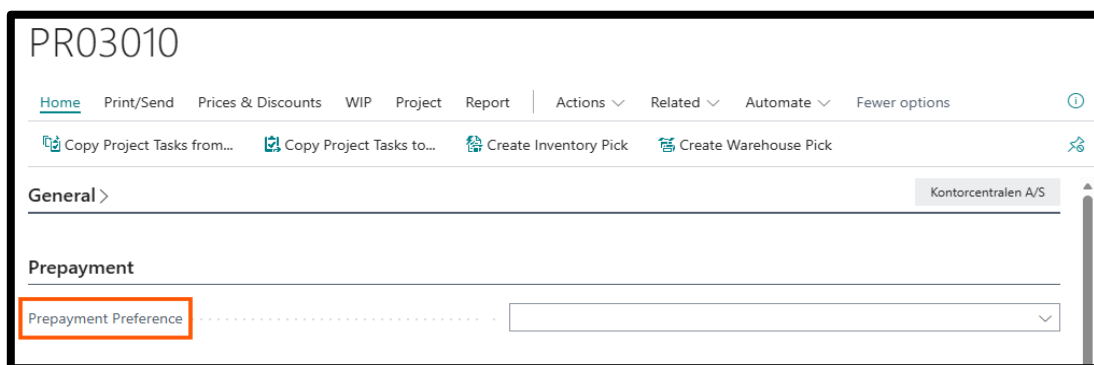 PR03010
Home Print/Send Prices & Discounts WIP Project Report Actions Related Automate Fewer options
Copy Project Tasks from... Copy Project Tasks to... Create Inventory Pick Create Warehouse Pick
General Kontorcentralen A/S
Prepayment
Prepayment Preference